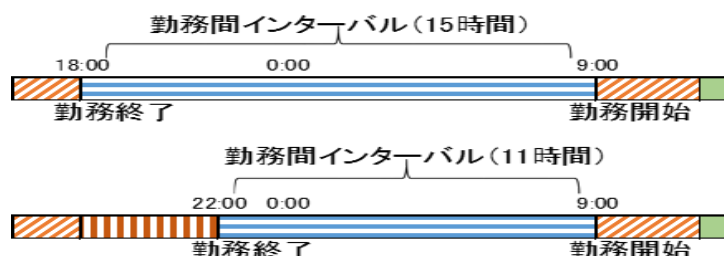 勤務間インターバル(15時間)
18:00 0:00 9:00
勤務終了 勤務開始
勤務間インターバル(11時間)
22:00 0:00 9:00
勤務終了 勤務開始